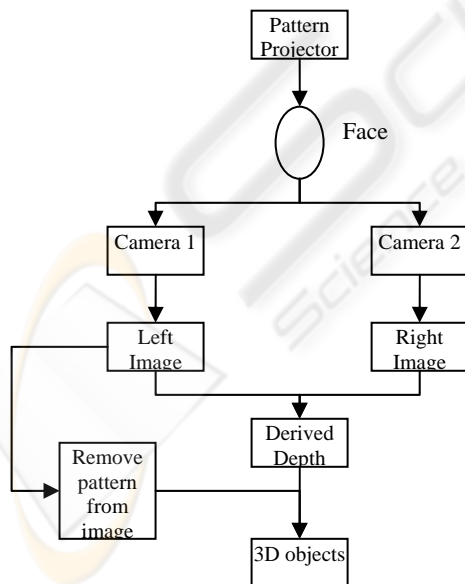 Pattern
Projector
Face
Camera 1
Camera 2
Left
Image
Right
Image
Derived
Depth
Remove
pattern
from
image
3D objects
Science